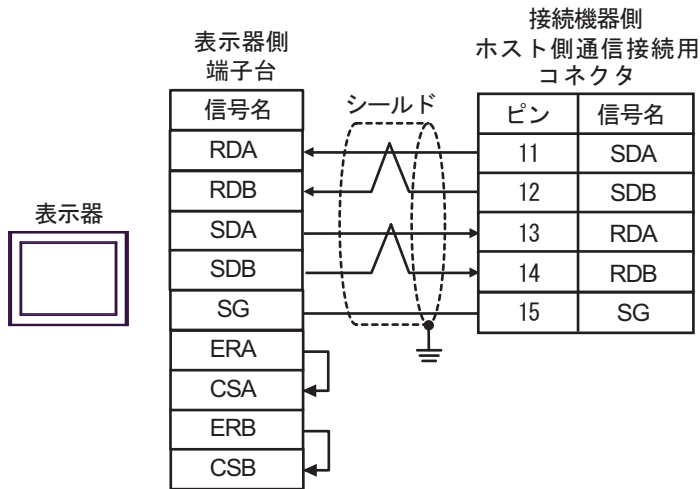 接続機器側
ホスト側通信接続用
コネクタ
表示器側
端子台
信号名
シールド
ピン 信号名
RDA 11 SDA
RDB 12 SDB
表示器
SDA 13 RDA
SDB 14 RDB
SG 15 SG
ERA
CSA
ERB
CSB